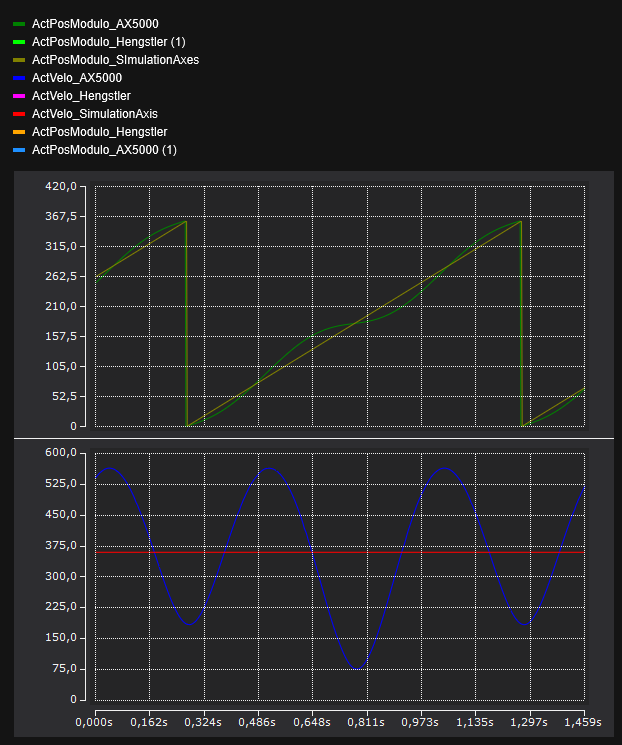 ActPosModulo_AX5000
ActPosModulo_Hengstler (1)
ActPosModulo_SImulationAxes
ActVelo_AX5000
ActVelo_Hengstler
ActVelo_SimulationAxis
ActPosModulo_Hengstler
ActPosModulo_AX5000 (1)
420,0
367,5
315,0
262,5
210,0
157,5
105,0
52,5
0
600,0
525,0
450,0
375,0
300,0
225,0
150,0
75,0
0
0,000s 0,162s 0,324s 0,486s 0,648s 0,811s 0,973s 1,135s 1,297s 1,459s